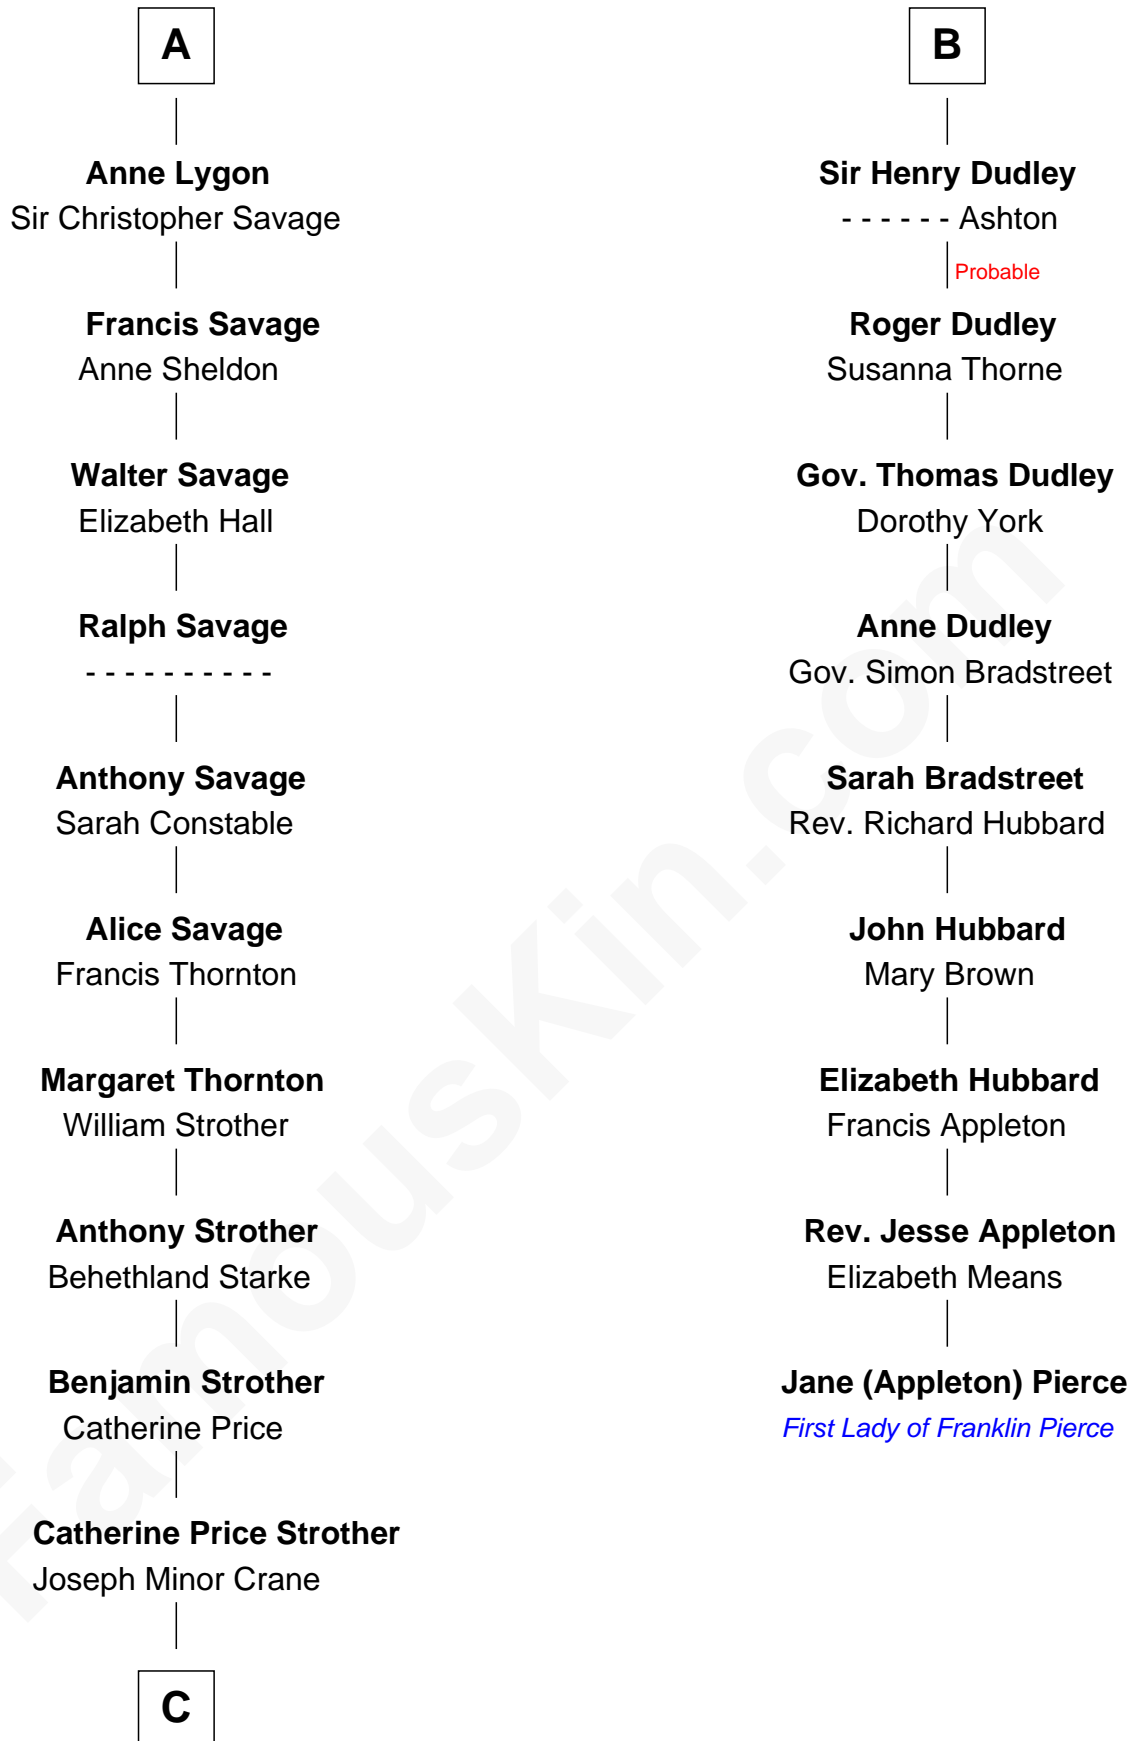 A
Anne Lygon
Sir Christopher Savage
Francis Savage
Anne Sheldon
Walter Savage
Elizabeth Hall
Ralph Savage
- - - - - - - - - -
Anthony Savage
Sarah Constable
Alice Savage
Francis Thornton
Margaret Thornton
William Strother
Anthony Strother
Behethland Starke
Benjamin Strother
Catherine Price
Catherine Price Strother
Joseph Minor Crane
C
B
Sir Henry Dudley
- - - - - - Ashton
Probable
Roger Dudley
Susanna Thorne
Gov. Thomas Dudley
Dorothy York
Anne Dudley
Gov. Simon Bradstreet
Sarah Bradstreet
Rev. Richard Hubbard
John Hubbard
Mary Brown
Elizabeth Hubbard
Francis Appleton
Rev. Jesse Appleton
Elizabeth Means
Jane (Appleton) Pierce
First Lady of Franklin Pierce
FamousKin.com